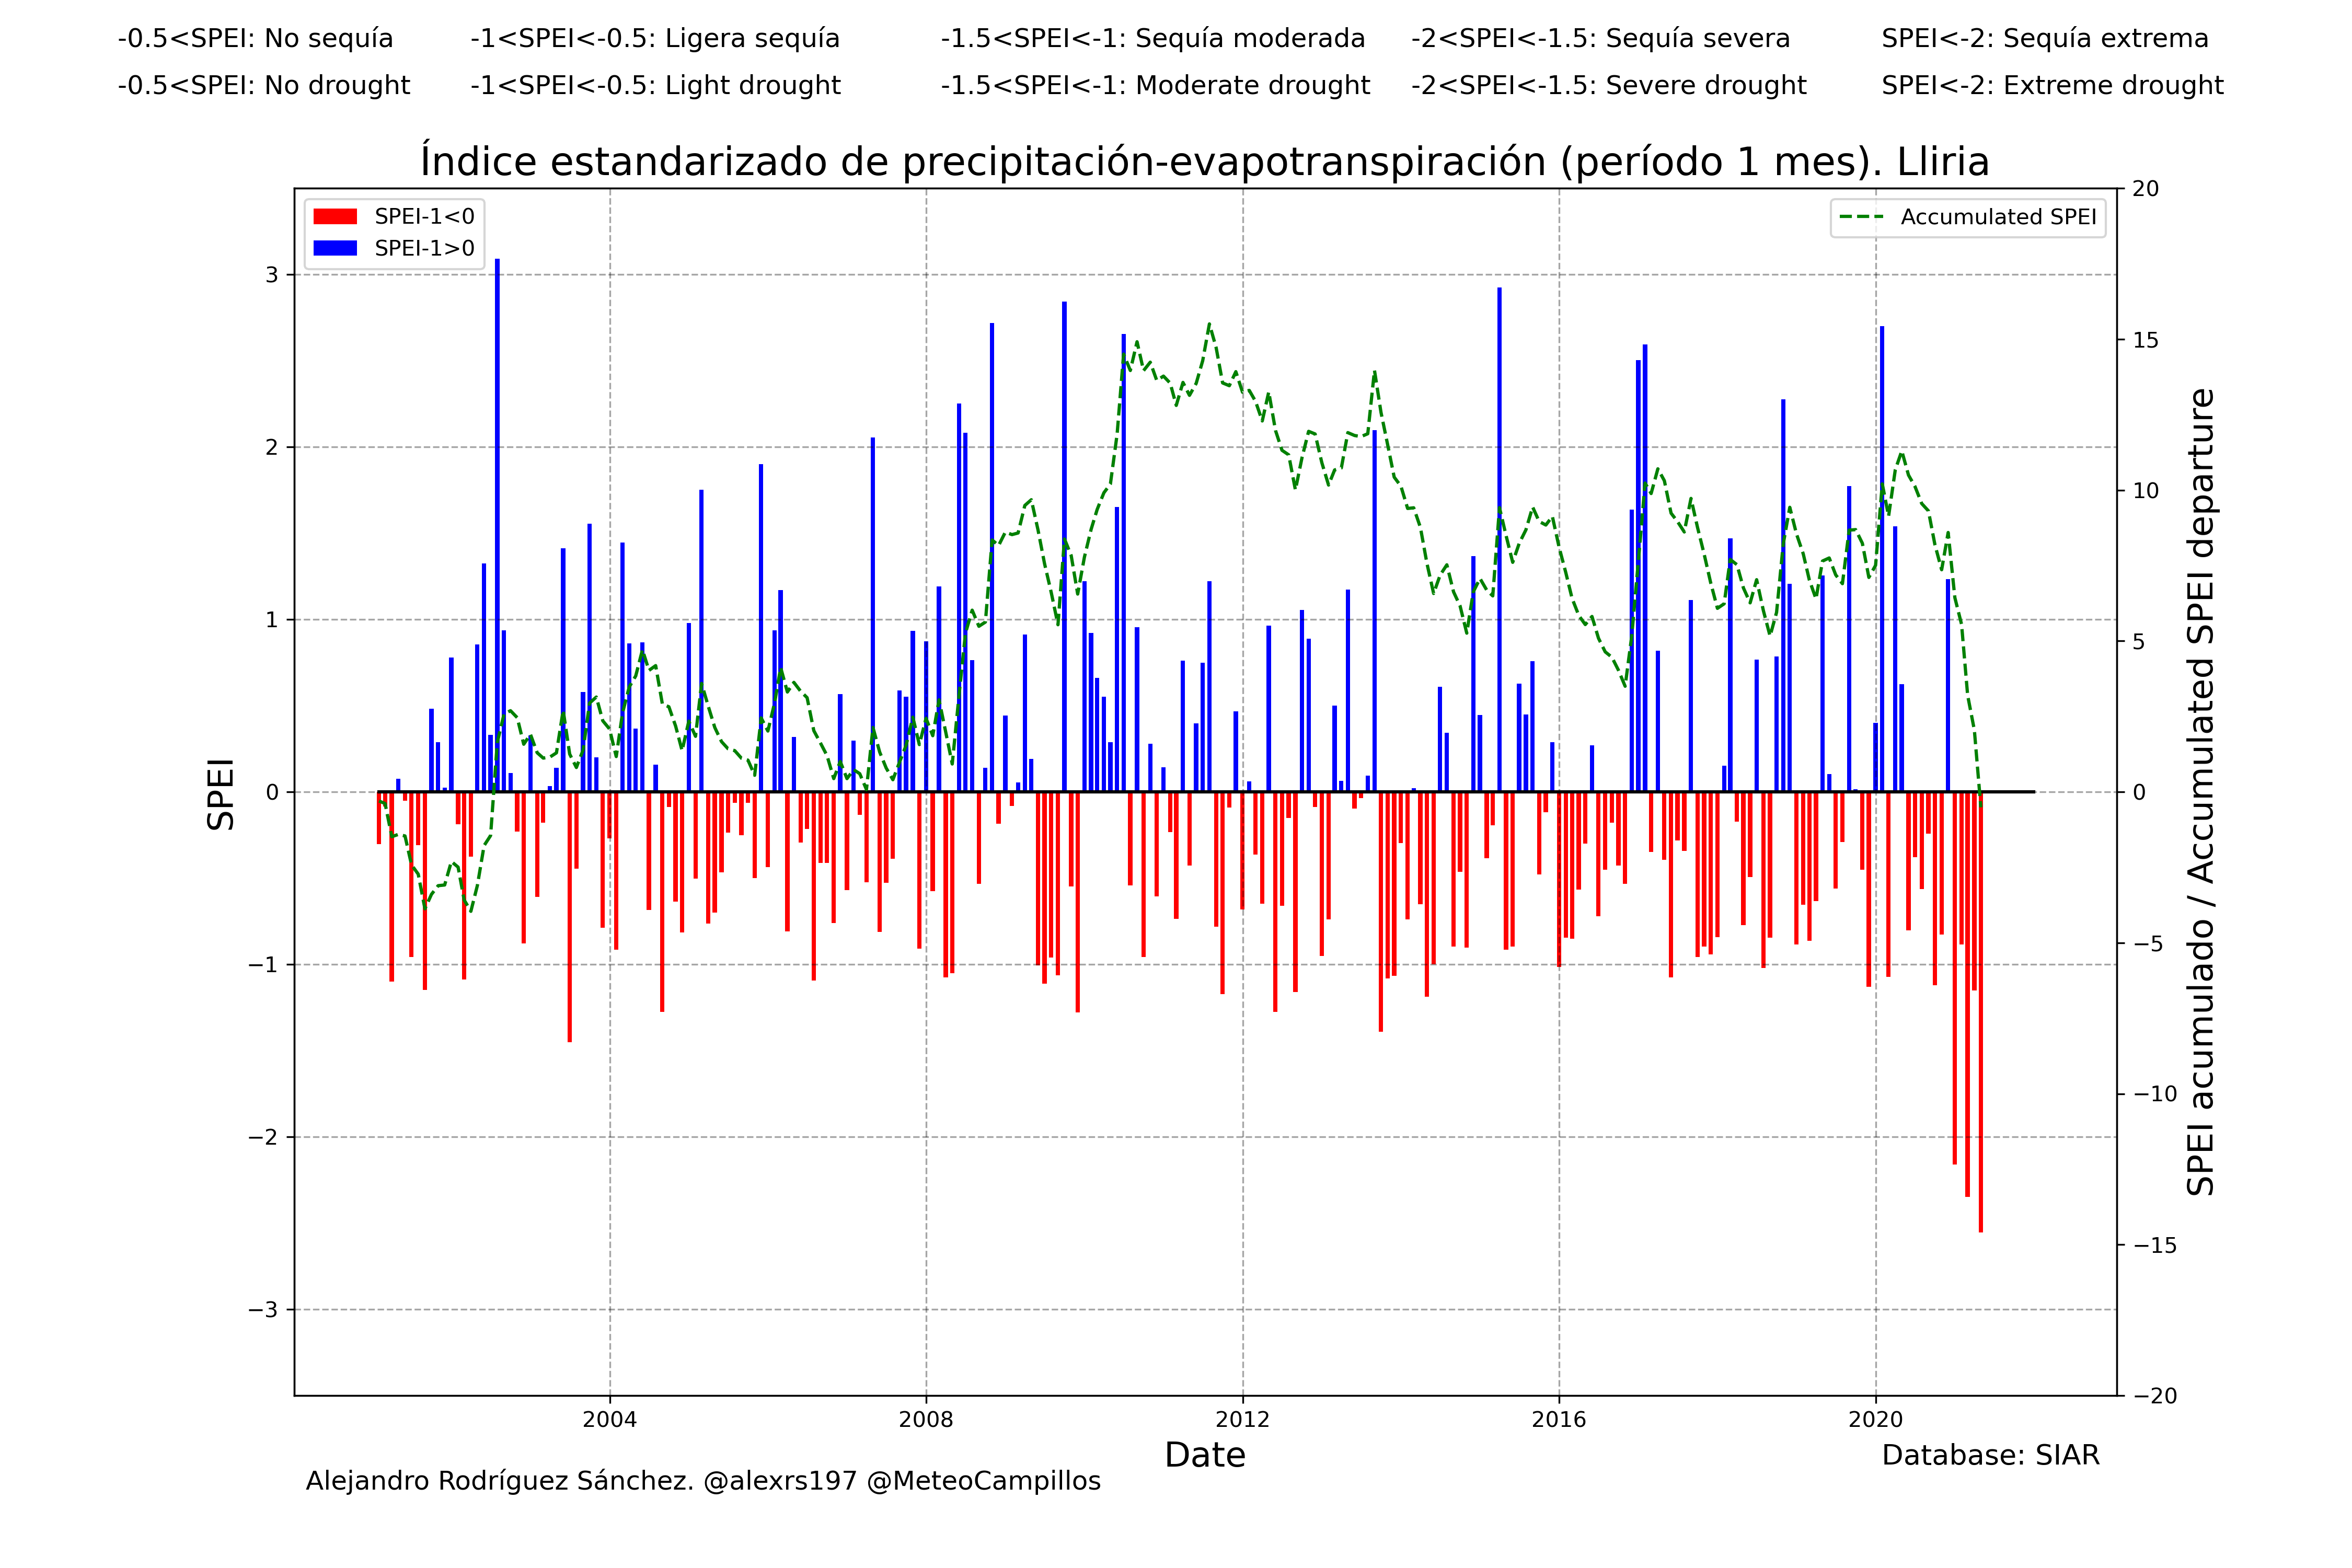 -0.5<SPEI: No sequía -1<SPEI<-0.5: Ligera sequía -1.5<SPEI<-1: Sequía moderada -2<SPEI<-1.5: Sequía severa SPEI<-2: Sequía extrema
-0.5<SPEI: No drought -1<SPEI<-0.5: Light drought -1.5<SPEI<-1: Moderate drought -2<SPEI<-1.5: Severe drought SPEI<-2: Extreme drought
Índice estandarizado de precipitación-evapotranspiración (período 1 mes). Lliria
SPEI-1<0
SPEI-1>0
Accumulated SPEI
SPEI
3
2
1
0
−1
−2
−3
20
15
10
5
0
−5
−10
−15
−20
SPEI acumulado / Accumulated SPEI departure
2004 2008 2012 2016 2020
Date
Database: SIAR
Alejandro Rodríguez Sánchez. @alexrs197 @MeteoCampillos